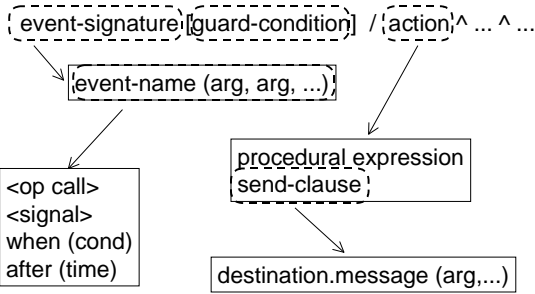 event-signature [guard-condition] / action ^ ... ^ ...
event-name (arg, arg, ...)
procedural expression
send-clause
<op call>
<signal>
when (cond)
after (time)
destination.message (arg,...)